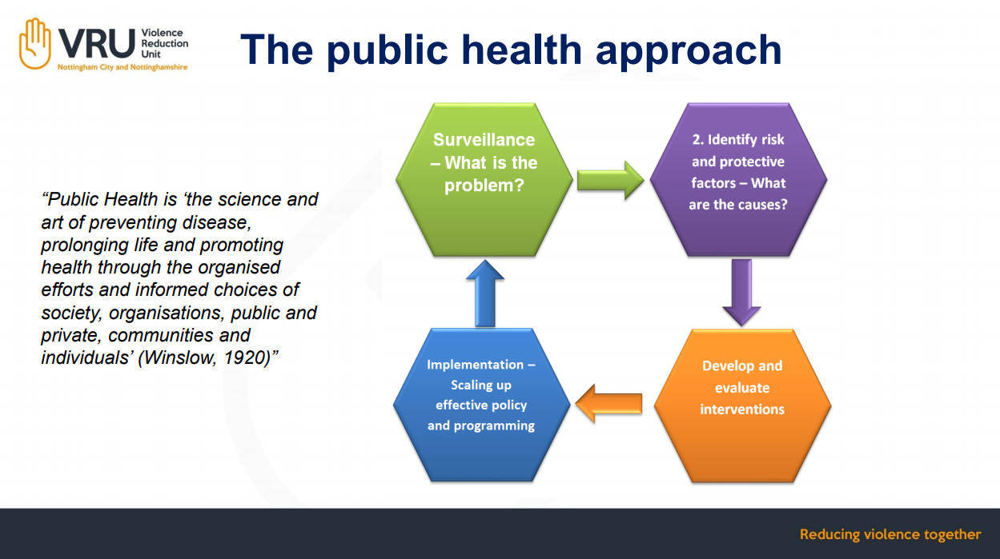 VRU
Violence
Reduction
Unit
Nottingham City and Nottinghamshire
The public health approach
“Public Health is ‘the science and
art of preventing disease,
prolonging life and promoting
health through the organised
efforts and informed choices of
society, organisations, public and
private, communities and
individuals’ (Winslow, 1920)”
Surveillance
– What is the
problem?
2. Identify risk
and protective
factors – What
are the causes?
Develop and
evaluate
interventions
Implementation –
Scaling up
effective policy
and programming
Reducing violence together